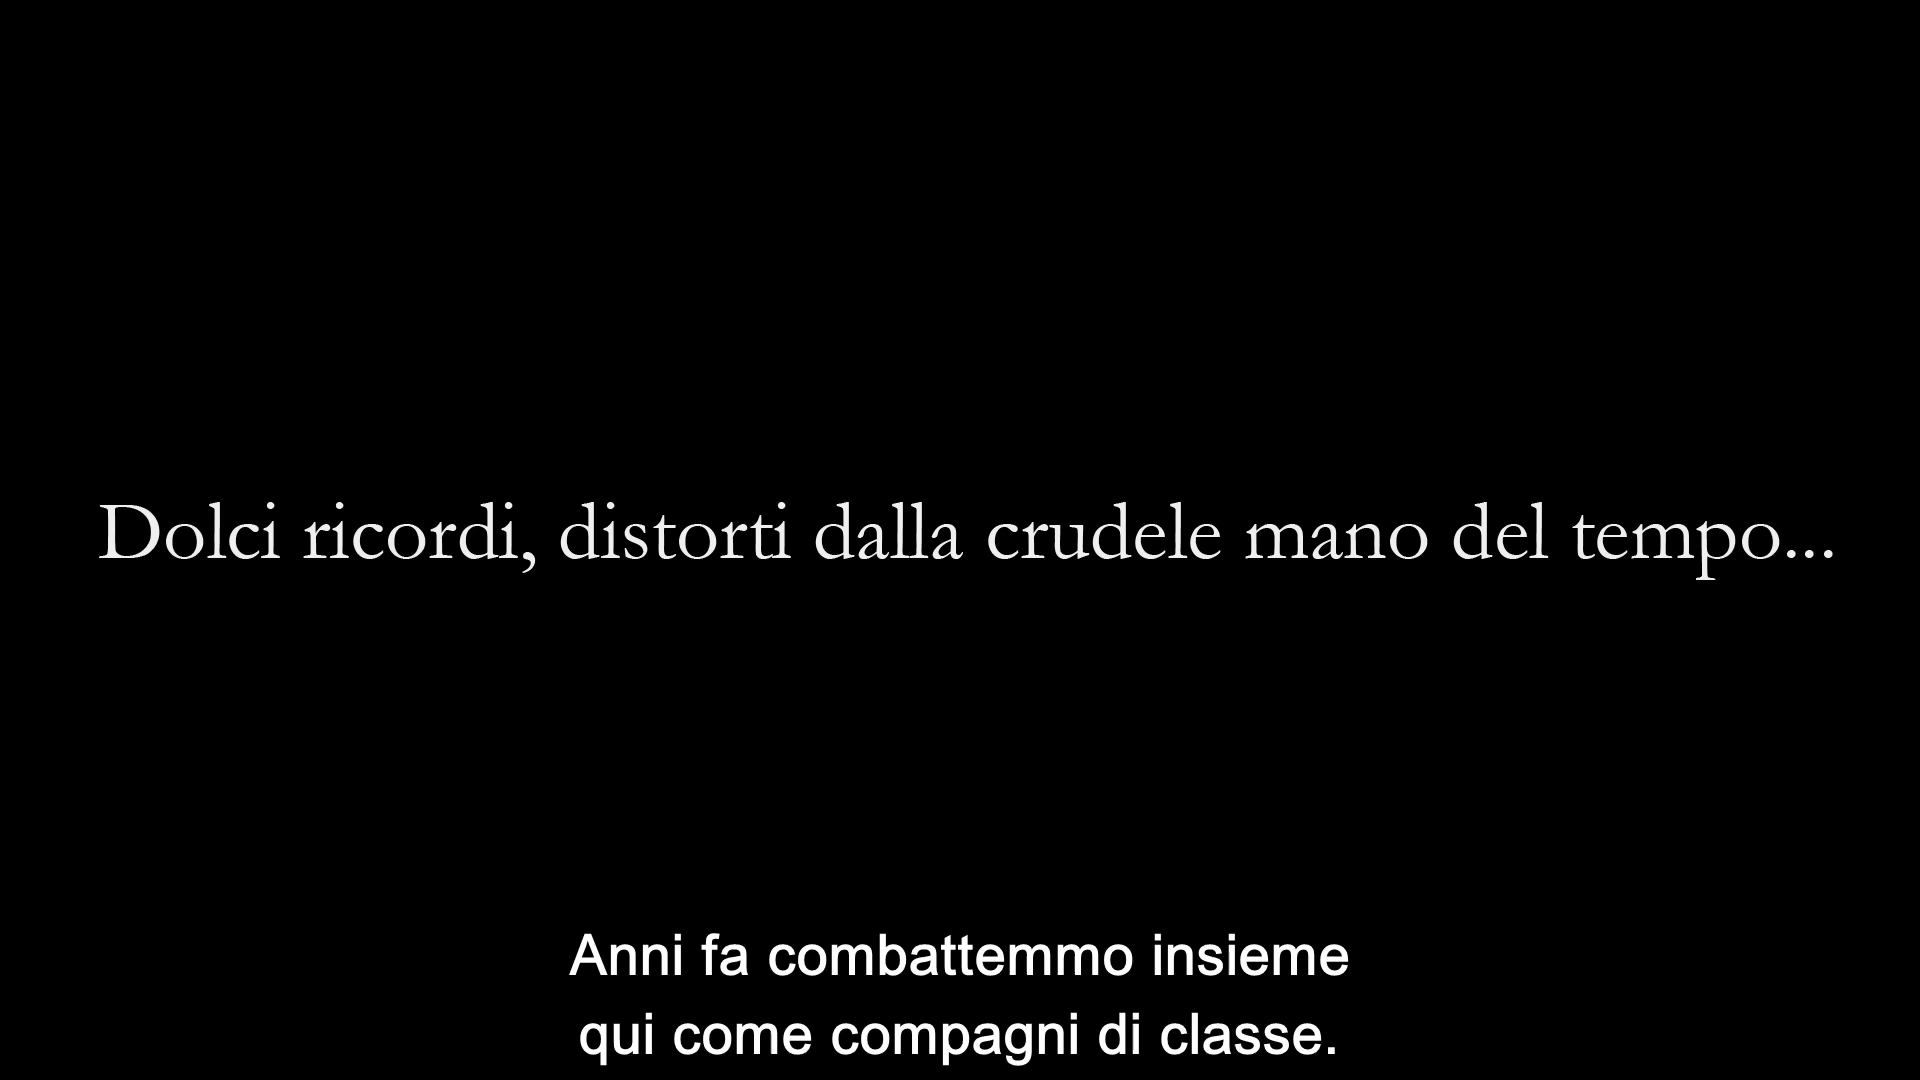 Dolci ricordi, distorti dalla crudele mano del tempo...
Anni fa combattemmo insieme
qui come compagni di classe.